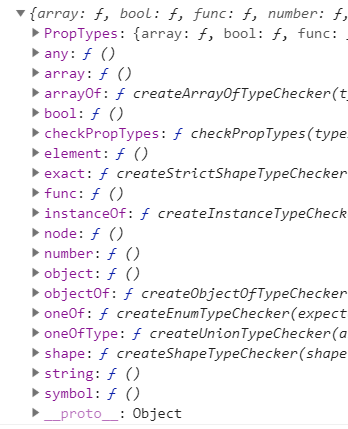 {array: ƒ, bool: ƒ, func: ƒ, number: ƒ,
PropTypes: {array: ƒ, bool: ƒ, func:
any: ƒ ()
array: ƒ ()
arrayOf: ƒ createArrayOfTypeChecker(t
bool: ƒ ()
checkPropTypes: ƒ checkPropTypes(type
element: ƒ ()
exact: ƒ createStrictShapeTypeChecker
func: ƒ ()
instanceOf: ƒ createInstanceTypeCheck
node: ƒ ()
number: ƒ ()
object: ƒ ()
objectOf: ƒ createObjectOfTypeChecker
oneOf: ƒ createEnumTypeChecker(expect
oneOfType: ƒ createUnionTypeChecker(a
shape: ƒ createShapeTypeChecker(shape
string: ƒ ()
symbol: ƒ ()
__proto__: Object